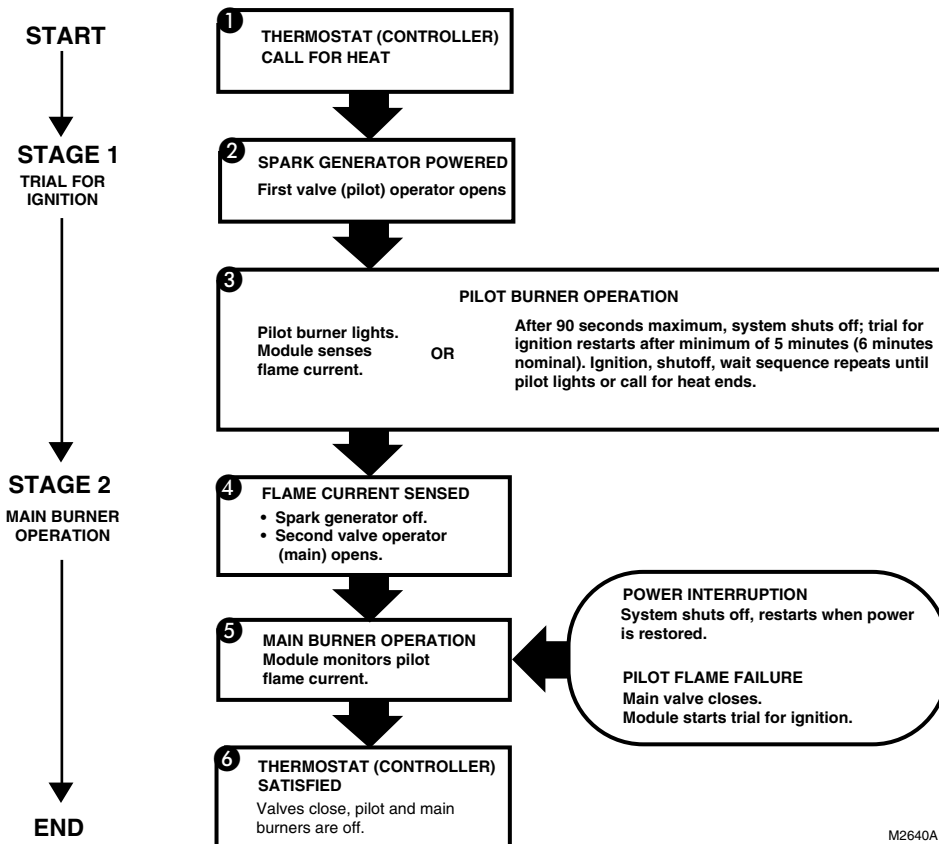 START
STAGE 1
TRIAL FOR
IGNITION
STAGE 2
MAIN BURNER
OPERATION
END
1
THERMOSTAT (CONTROLLER)
CALL FOR HEAT
2
SPARK GENERATOR POWERED
First valve (pilot) operator opens
3
PILOT BURNER OPERATION
Pilot burner lights.
Module senses
flame current.
OR
After 90 seconds maximum, system shuts off; trial for
ignition restarts after minimum of 5 minutes (6 minutes
nominal). Ignition, shutoff, wait sequence repeats until
pilot lights or call for heat ends.
4
FLAME CURRENT SENSED
• Spark generator off.
• Second valve operator
(main) opens.
5
MAIN BURNER OPERATION
Module monitors pilot
flame current.
POWER INTERRUPTION
System shuts off, restarts when power
is restored.
PILOT FLAME FAILURE
Main valve closes.
Module starts trial for ignition.
6
THERMOSTAT (CONTROLLER)
SATISFIED
Valves close, pilot and main
burners are off.
M2640A